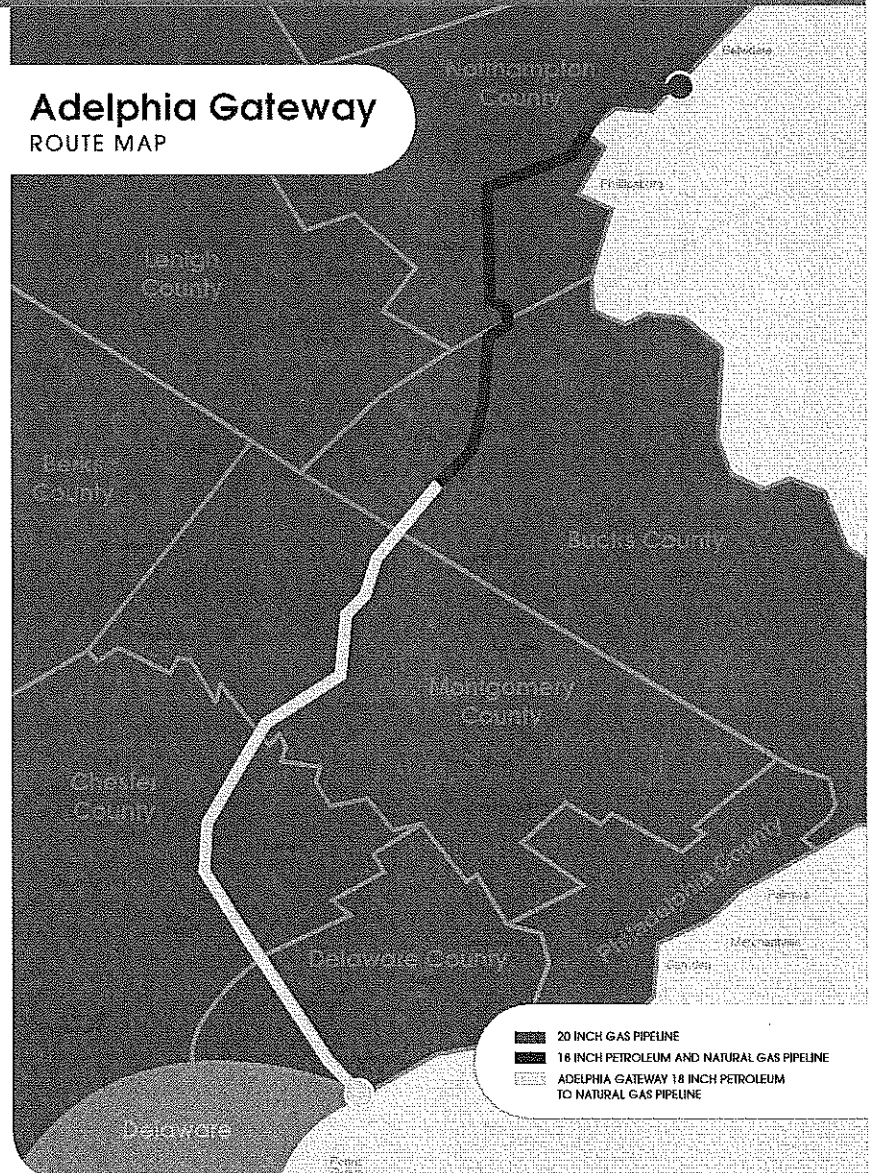 Adelphia Gateway
ROUTE MAP
Belvidere
Northampton
County
Phillipsburg
Lehigh
County
Berks
County
Bucks County
Montgomery
County
Chester
County
Philadelphia County
Palmyra
Merchantville
Camden
Delaware County
Delaware
20 INCH GAS PIPELINE
18 INCH PETROLEUM AND NATURAL GAS PIPELINE
ADELPHIA GATEWAY 18 INCH PETROLEUM
TO NATURAL GAS PIPELINE